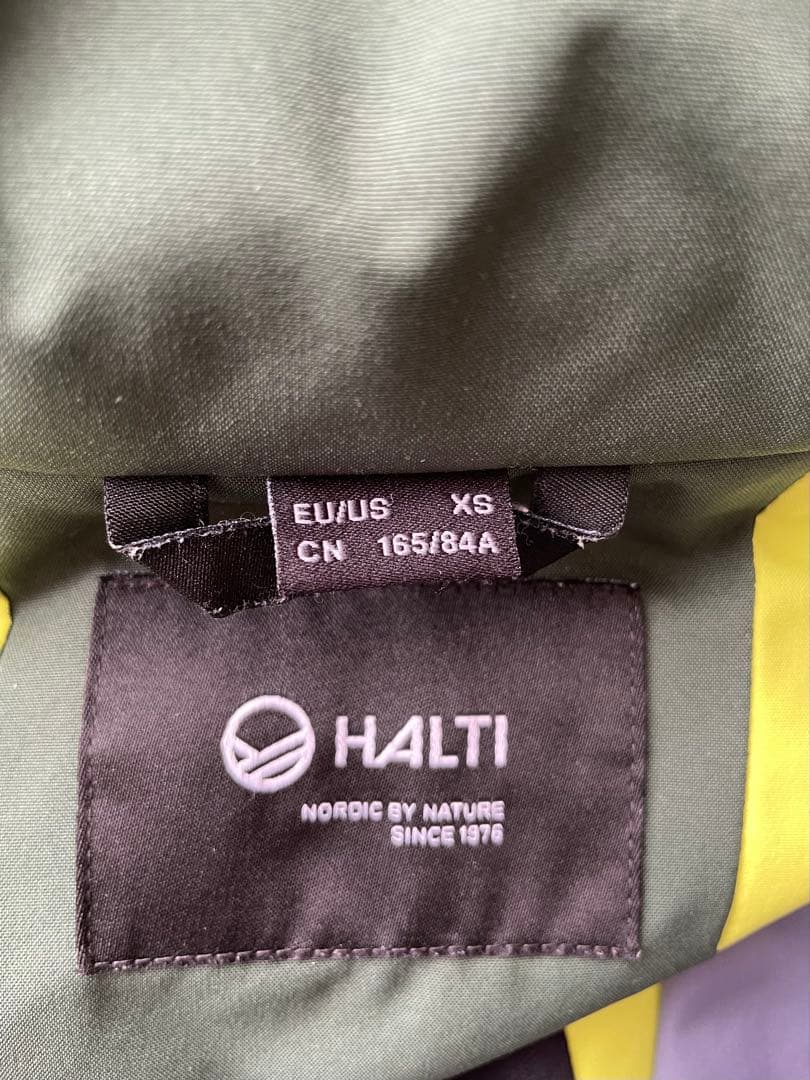 EU/US XS
CN 165/84A
HALTI
NORDIC BY NATURE
SINCE 1976